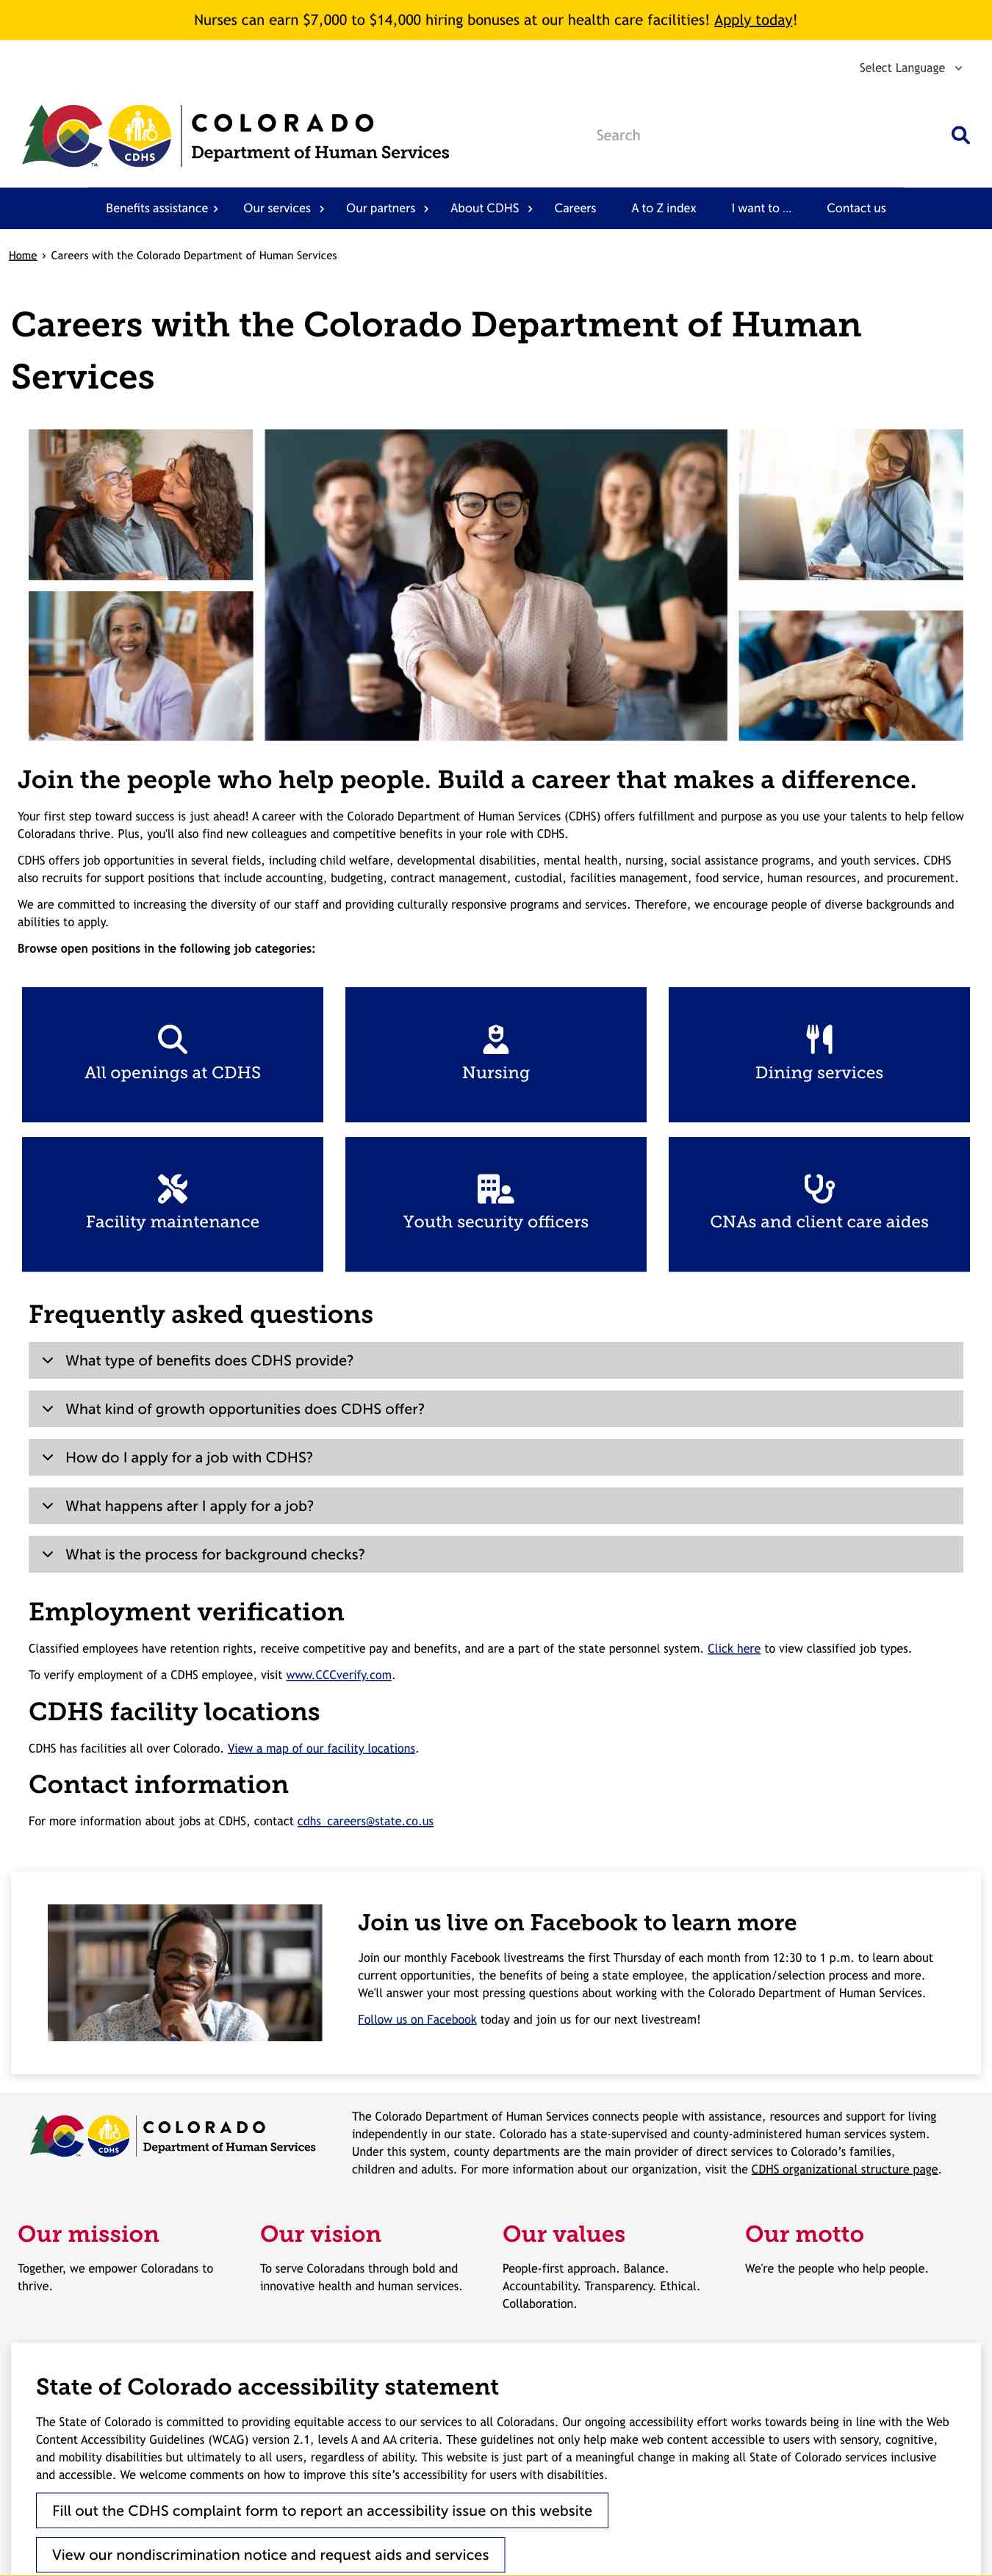 Nurses can earn $7,000 to $14,000 hiring bonuses at our health care facilities! Apply today!
Select Language
COLORADO
Department of Human Services
CDHS
TM
Search
Benefits assistance
Our services
Our partners
About CDHS
Careers
A to Z index
I want to ...
Contact us
Home › Careers with the Colorado Department of Human Services
Careers with the Colorado Department of Human
Services
Join the people who help people. Build a career that makes a difference.
Your first step toward success is just ahead! A career with the Colorado Department of Human Services (CDHS) offers fulfillment and purpose as you use your talents to help fellow
Coloradans thrive. Plus, you'll also find new colleagues and competitive benefits in your role with CDHS.
CDHS offers job opportunities in several fields, including child welfare, developmental disabilities, mental health, nursing, social assistance programs, and youth services. CDHS
also recruits for support positions that include accounting, budgeting, contract management, custodial, facilities management, food service, human resources, and procurement.
We are committed to increasing the diversity of our staff and providing culturally responsive programs and services. Therefore, we encourage people of diverse backgrounds and
abilities to apply.
Browse open positions in the following job categories:
All openings at CDHS
Nursing
Dining services
Facility maintenance
Youth security officers
CNAs and client care aides
Frequently asked questions
What type of benefits does CDHS provide?
What kind of growth opportunities does CDHS offer?
How do I apply for a job with CDHS?
What happens after I apply for a job?
What is the process for background checks?
Employment verification
Classified employees have retention rights, receive competitive pay and benefits, and are a part of the state personnel system. Click here to view classified job types.
To verify employment of a CDHS employee, visit www.CCCverify.com.
CDHS facility locations
CDHS has facilities all over Colorado. View a map of our facility locations.
Contact information
For more information about jobs at CDHS, contact cdhs_careers@state.co.us
Join us live on Facebook to learn more
Join our monthly Facebook livestreams the first Thursday of each month from 12:30 to 1 p.m. to learn about
current opportunities, the benefits of being a state employee, the application/selection process and more.
We'll answer your most pressing questions about working with the Colorado Department of Human Services.
Follow us on Facebook today and join us for our next livestream!
COLORADO
Department of Human Services
CDHS
The Colorado Department of Human Services connects people with assistance, resources and support for living
independently in our state. Colorado has a state-supervised and county-administered human services system.
Under this system, county departments are the main provider of direct services to Colorado’s families,
children and adults. For more information about our organization, visit the CDHS organizational structure page.
Our mission
Together, we empower Coloradans to
thrive.
Our vision
To serve Coloradans through bold and
innovative health and human services.
Our values
People-first approach. Balance.
Accountability. Transparency. Ethical.
Collaboration.
Our motto
We're the people who help people.
State of Colorado accessibility statement
The State of Colorado is committed to providing equitable access to our services to all Coloradans. Our ongoing accessibility effort works towards being in line with the Web
Content Accessibility Guidelines (WCAG) version 2.1, levels A and AA criteria. These guidelines not only help make web content accessible to users with sensory, cognitive,
and mobility disabilities but ultimately to all users, regardless of ability. This website is just part of a meaningful change in making all State of Colorado services inclusive
and accessible. We welcome comments on how to improve this site’s accessibility for users with disabilities.
Fill out the CDHS complaint form to report an accessibility issue on this website
View our nondiscrimination notice and request aids and services